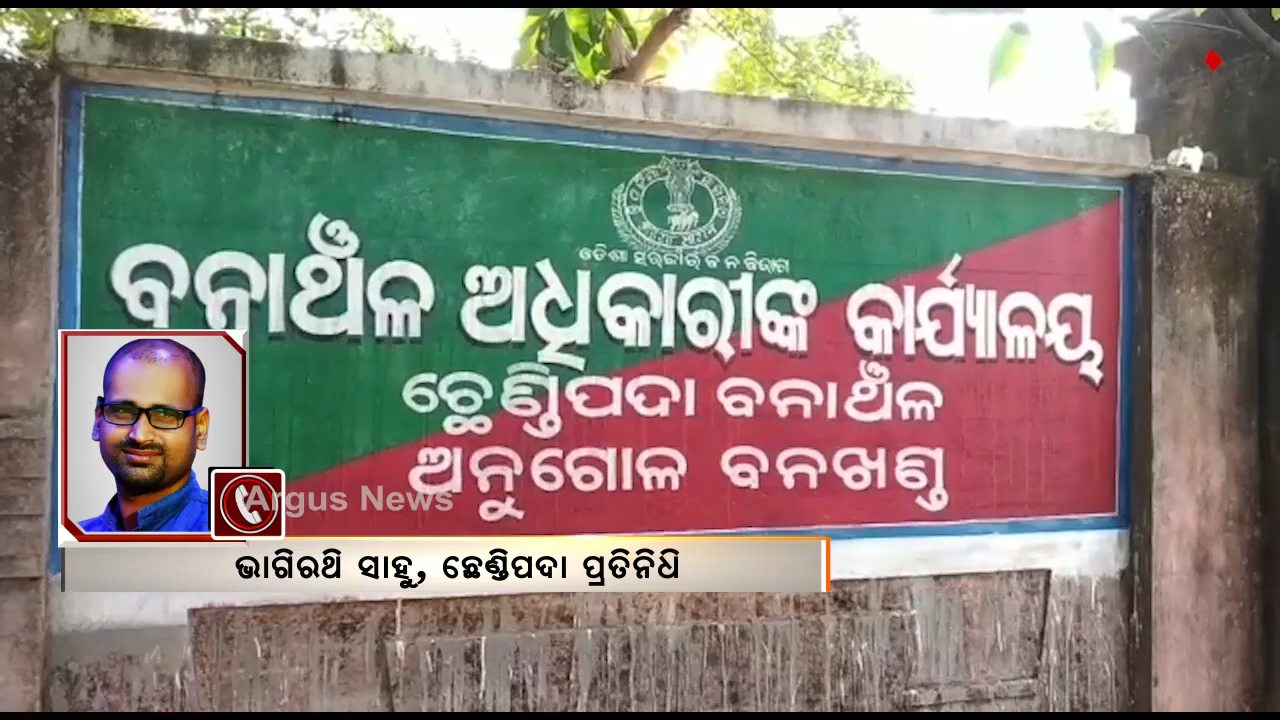 ଓଡିଶା ସରକାର ବନ ବିଭାଗ
ବନାଞ୍ଚଳ ଅଧିକାରୀଙ୍କ କାର୍ଯ୍ୟାଳୟ
ଛେଣ୍ଡିପଦା ବନାଞ୍ଚଳ
ଅନୁଗୋଳ ବନଖଣ୍ଡ
Argus News
ଭାଗିରଥି ସାହୁ, ଛେଣ୍ଡିପଦା ପ୍ରତିନିଧି